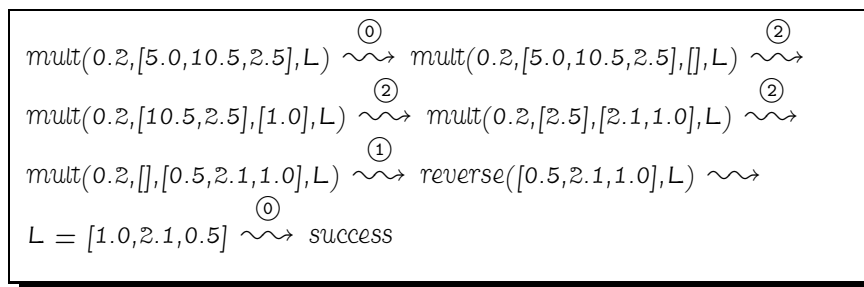 mult(0.2,[5.0,10.5,2.5],L) ⓪⇝ mult(0.2,[5.0,10.5,2.5],[],L) ②⇝
mult(0.2,[10.5,2.5],[1.0],L) ②⇝ mult(0.2,[2.5],[2.1,1.0],L) ②⇝
mult(0.2,[],[0.5,2.1,1.0],L) ①⇝ reverse([0.5,2.1,1.0],L) ⇝
L = [1.0,2.1,0.5] ⓪⇝ success